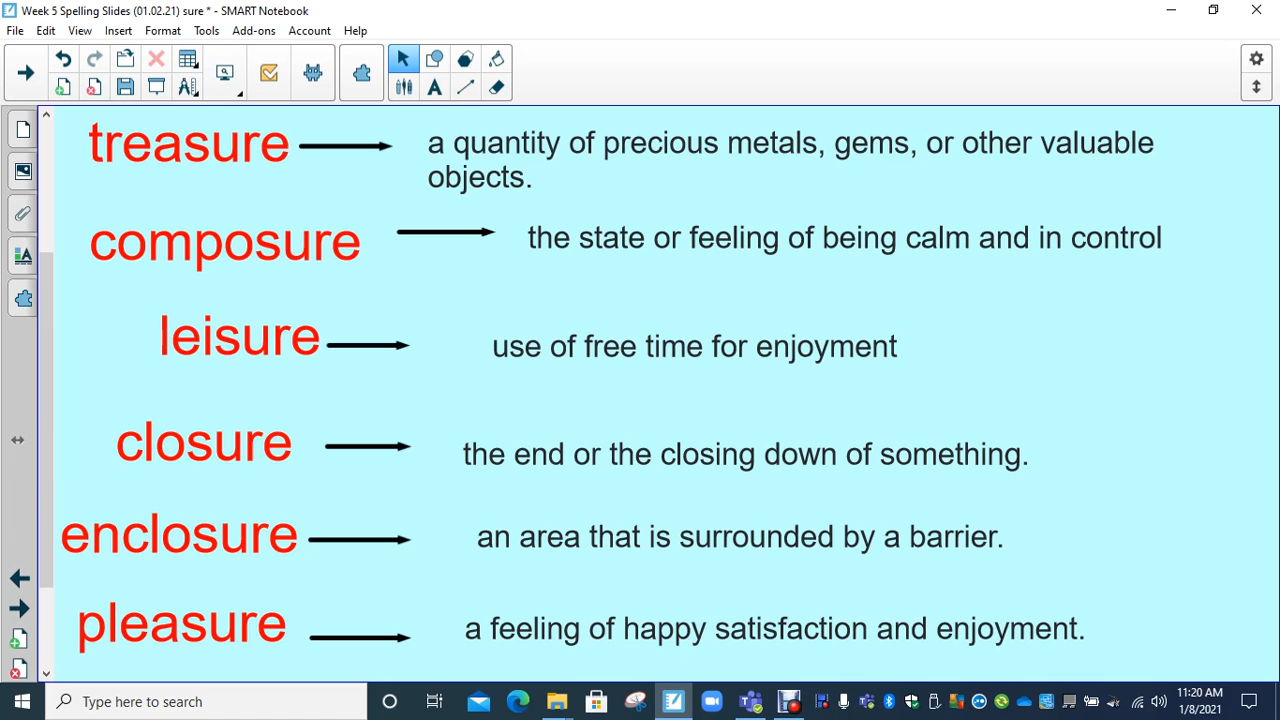 Week 5 Spelling Slides (01.02.21) sure * - SMART Notebook
File Edit View Insert Format Tools Add-ons Account Help
treasure a quantity of precious metals, gems, or other valuable
objects.
composure the state or feeling of being calm and in control
leisure use of free time for enjoyment
closure the end or the closing down of something.
enclosure an area that is surrounded by a barrier.
pleasure a feeling of happy satisfaction and enjoyment.
Type here to search
11:20 AM
1/8/2021